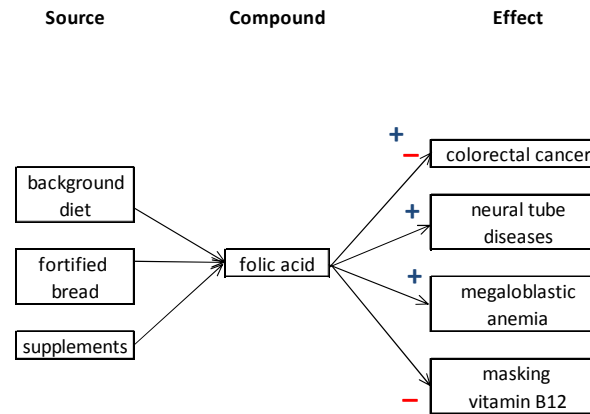 Source
Compound
Effect
+
−
colorectal cancer
background
diet
+
neural tube
diseases
fortified
bread
folic acid
+
megaloblastic
anemia
supplements
masking
vitamin B12
−